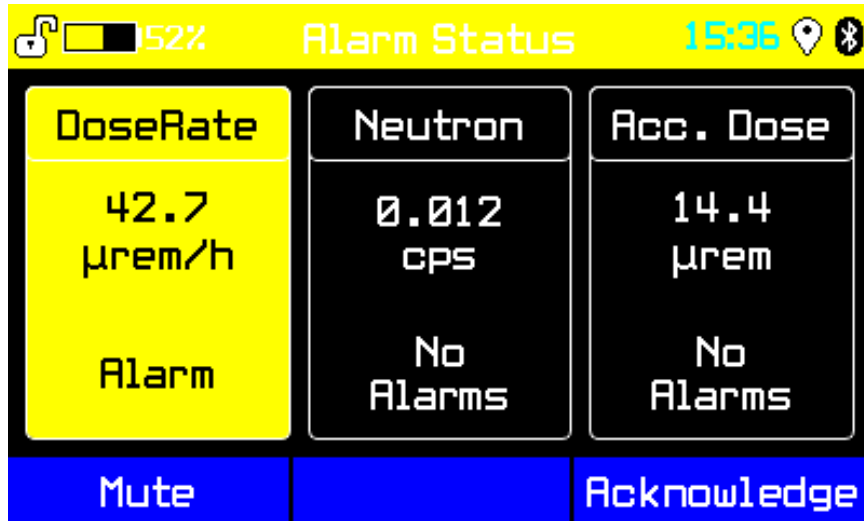 52% Alarm Status 15:36
DoseRate Neutron Acc. Dose
42.7 0.012 14.4
µrem/h cps µrem
Alarm No Alarms No Alarms
Mute Acknowledge